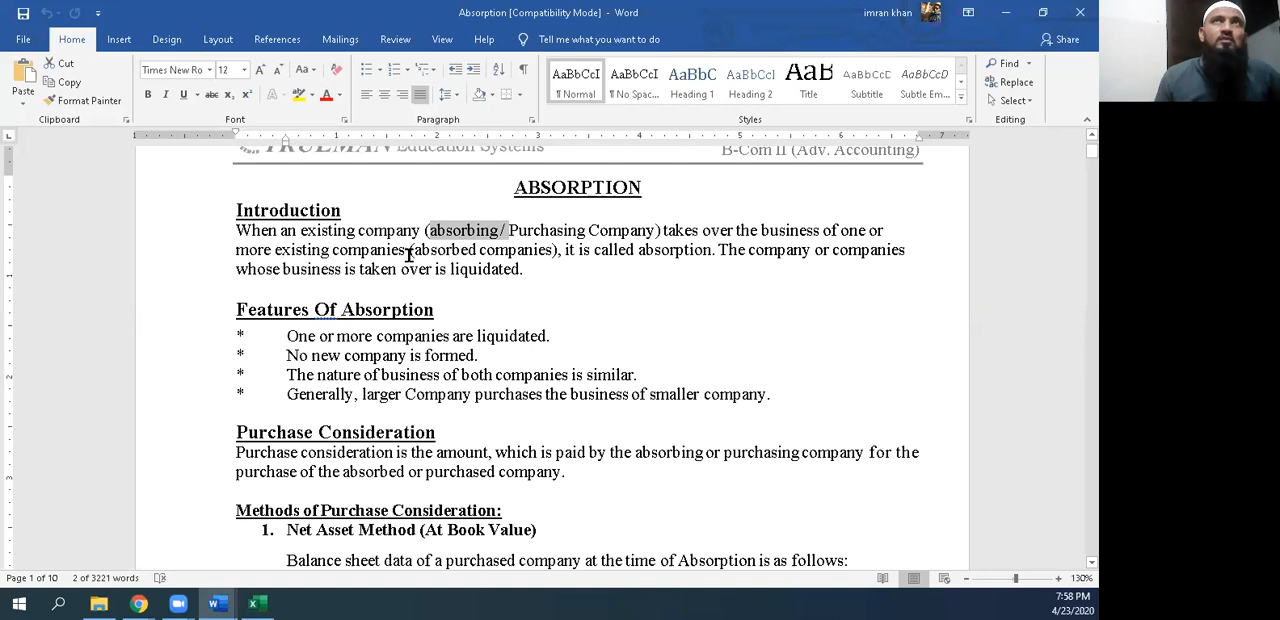 Absorption [Compatibility Mode] - Word
imran khan
File Home Insert Design Layout References Mailings Review View Help Tell me what you want to do Share
Paste
Cut
Copy
Format Painter
Clipboard
Times New Ro 12
Font
Paragraph
AaBbCcI AaBbCcI AaBbC AaBbCcI AaB AaBbCcD AaBbCcD
¶ Normal ¶ No Spac... Heading 1 Heading 2 Title Subtitle Subtle Em...
Styles
Find
Replace
Select
Editing
TRUEMAN Education Systems B-Com II (Adv. Accounting)
ABSORPTION
Introduction
When an existing company (absorbing / Purchasing Company) takes over the business of one or
more existing companies (absorbed companies), it is called absorption. The company or companies
whose business is taken over is liquidated.
Features Of Absorption
* One or more companies are liquidated.
* No new company is formed.
* The nature of business of both companies is similar.
* Generally, larger Company purchases the business of smaller company.
Purchase Consideration
Purchase consideration is the amount, which is paid by the absorbing or purchasing company for the
purchase of the absorbed or purchased company.
Methods of Purchase Consideration:
1. Net Asset Method (At Book Value)
Balance sheet data of a purchased company at the time of Absorption is as follows:
Page 1 of 10 2 of 3221 words 130%
7:58 PM
4/23/2020